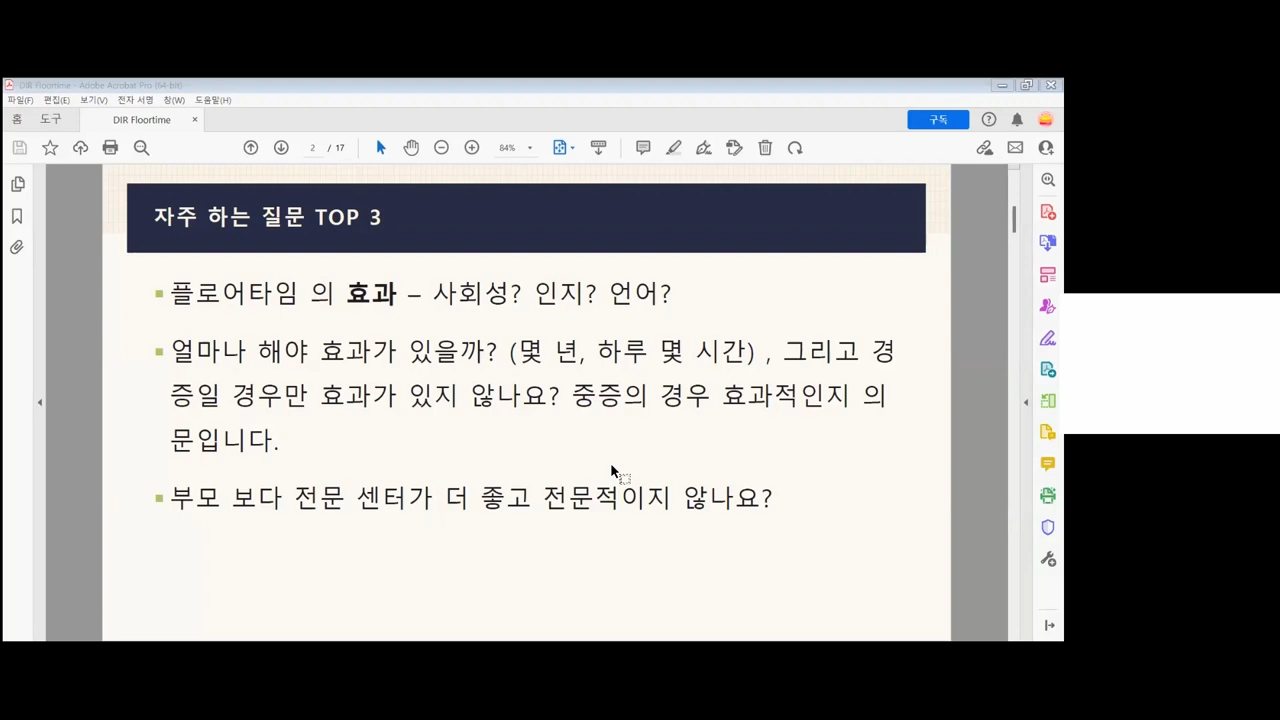 DIR Floortime - Adobe Acrobat Pro (64-bit)
파일(F) 편집(E) 보기(V) 전자 서명 창(W) 도움말(H)
홈 도구 DIR Floortime × 구독
2 / 17 84%
자주 하는 질문 TOP 3
플로어타임 의 효과 – 사회성? 인지? 언어?
얼마나 해야 효과가 있을까? (몇 년, 하루 몇 시간) , 그리고 경
증일 경우만 효과가 있지 않나요? 중증의 경우 효과적인지 의
문입니다.
부모 보다 전문 센터가 더 좋고 전문적이지 않나요?